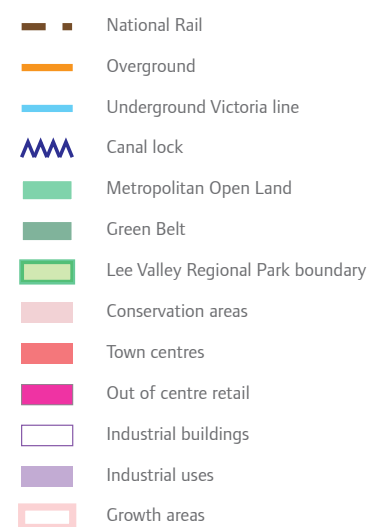 National Rail
Overground
Underground Victoria line
Canal lock
Metropolitan Open Land
Green Belt
Lee Valley Regional Park boundary
Conservation areas
Town centres
Out of centre retail
Industrial buildings
Industrial uses
Growth areas